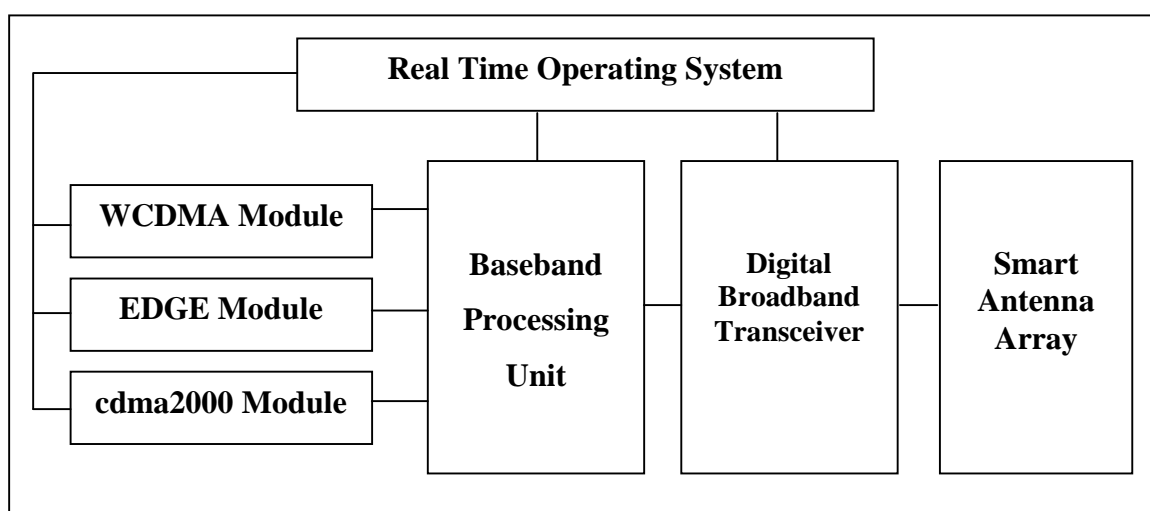 Real Time Operating System
WCDMA Module
EDGE Module
cdma2000 Module
Baseband
Processing
Unit
Digital
Broadband
Transceiver
Smart
Antenna
Array